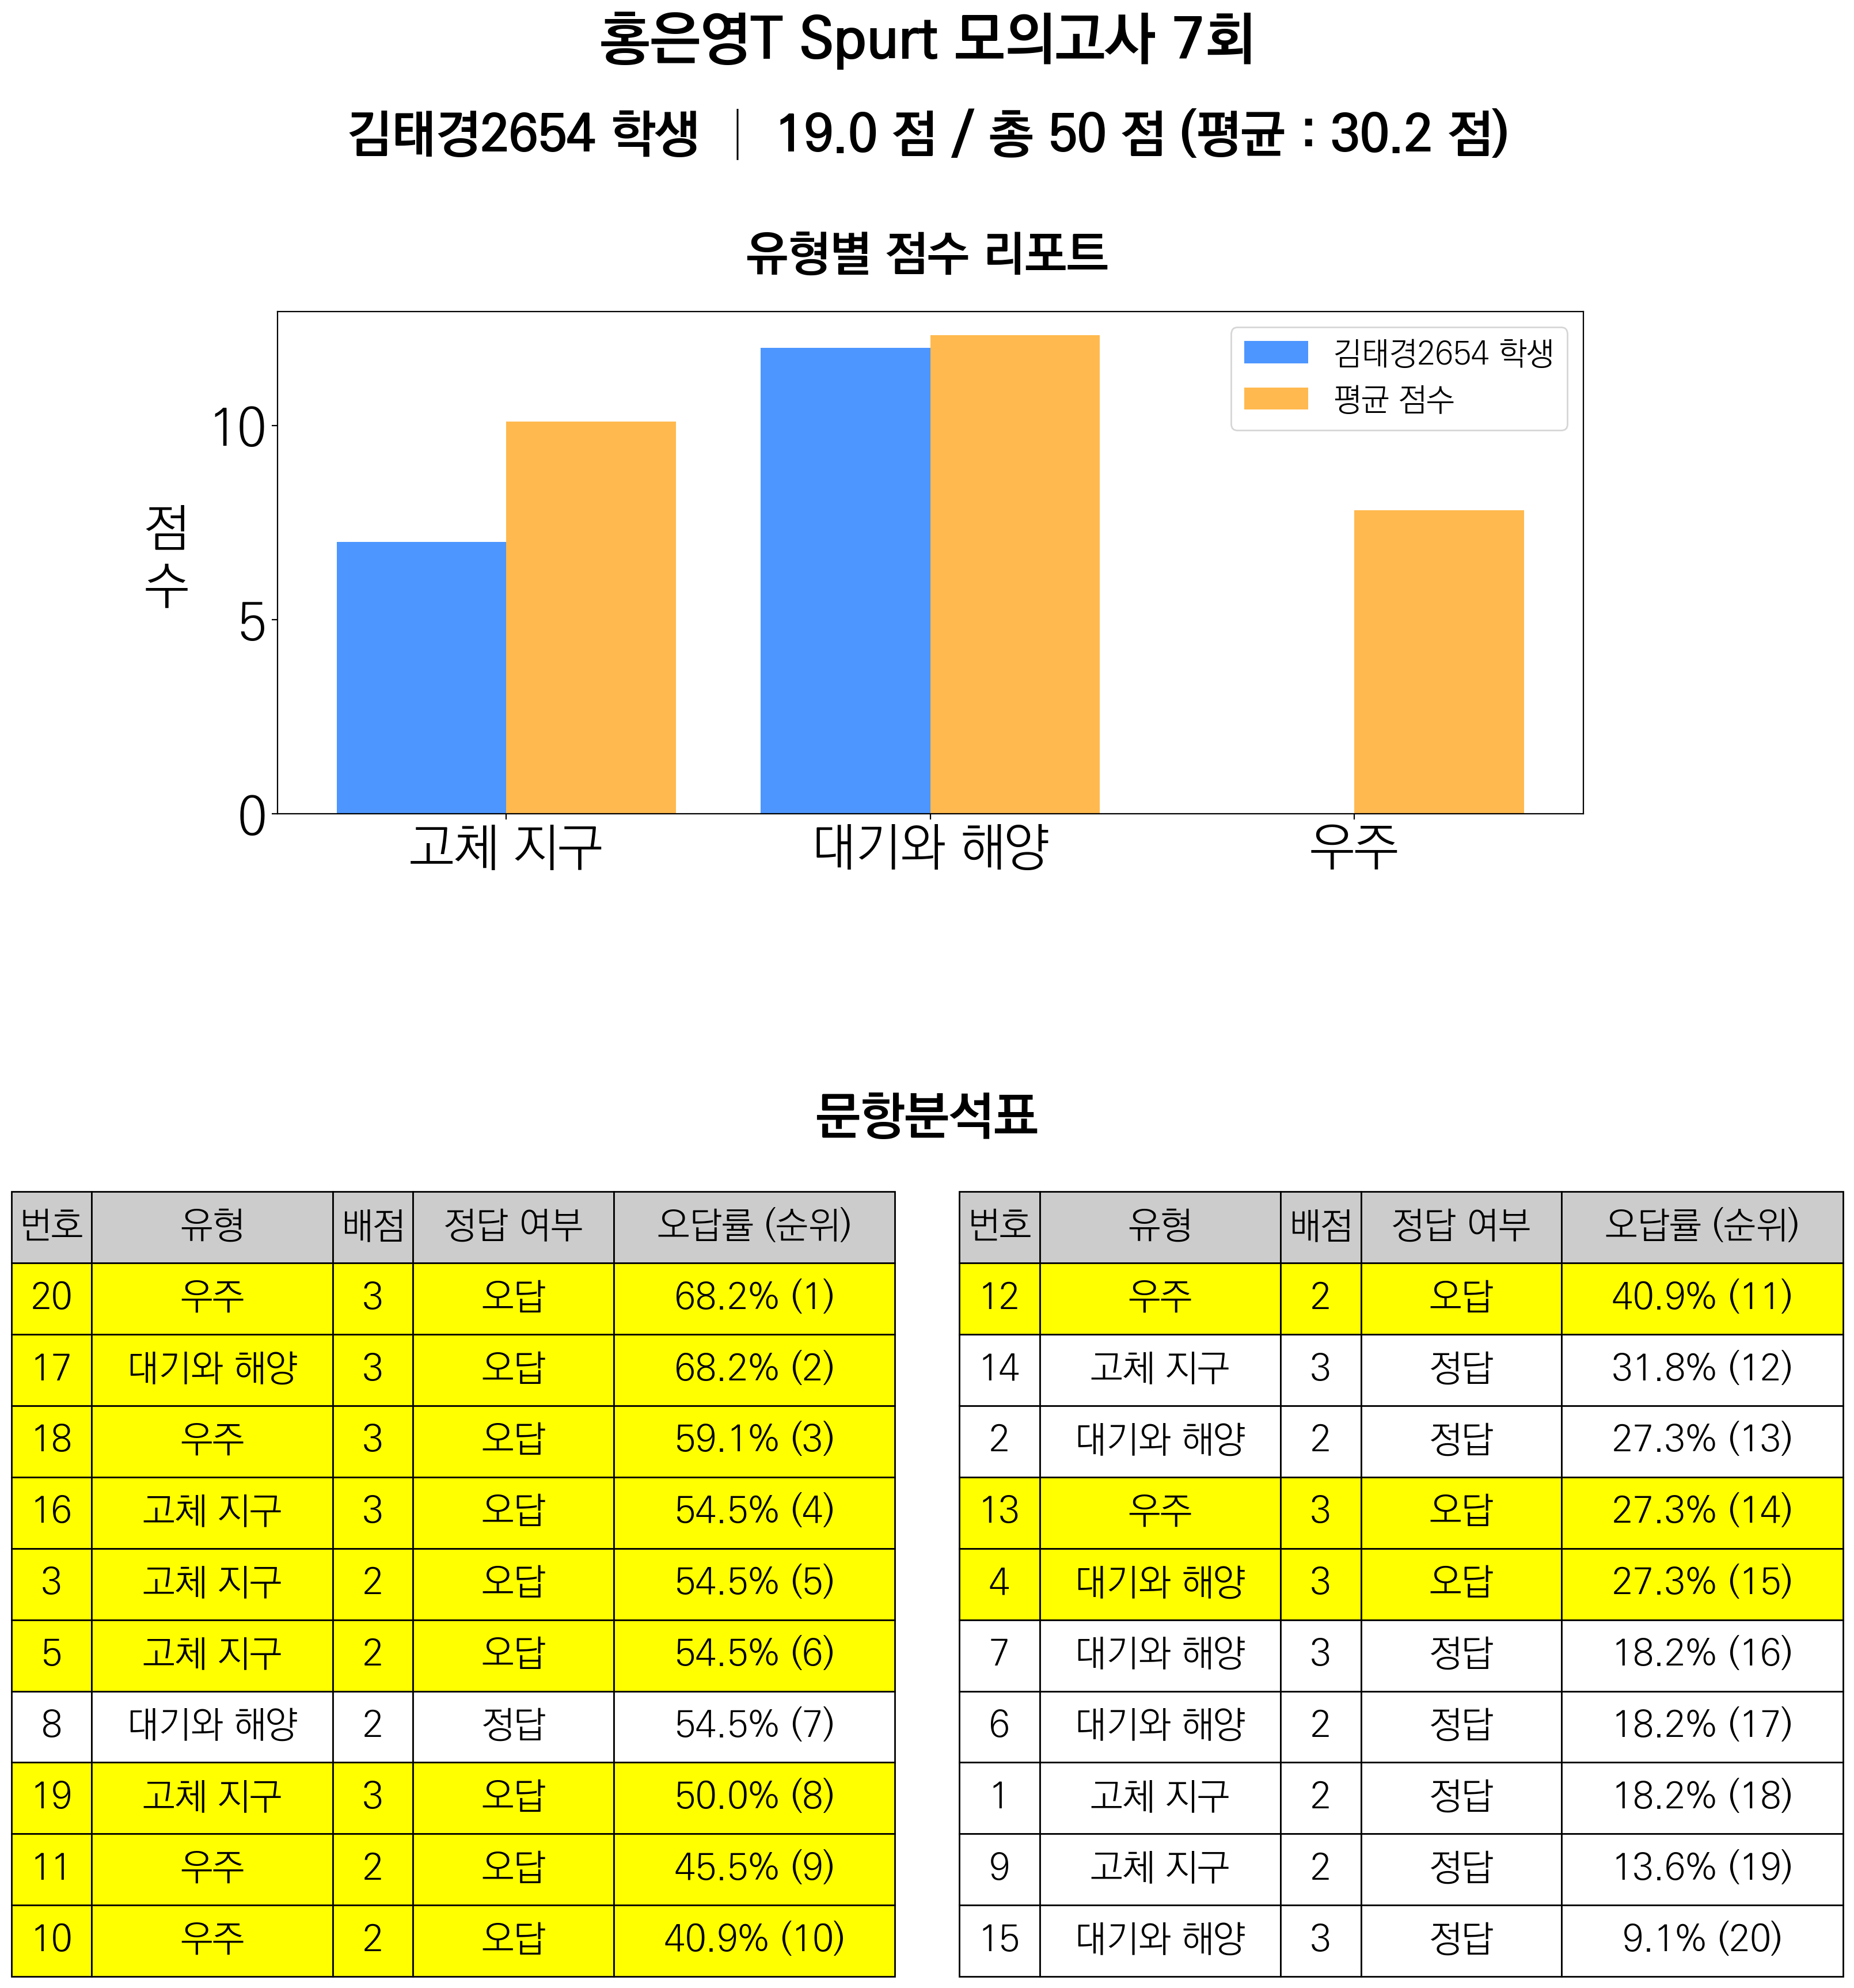 홍은영T Spurt 모의고사 7회
김태경2654 학생 | 19.0 점 / 총 50 점 (평균 : 30.2 점)
유형별 점수 리포트
김태경2654 학생
평균 점수
점
수
10
5
0
고체 지구 대기와 해양 우주
문항분석표
번호 유형 배점 정답 여부 오답률 (순위)
20 우주 3 오답 68.2% (1)
17 대기와 해양 3 오답 68.2% (2)
18 우주 3 오답 59.1% (3)
16 고체 지구 3 오답 54.5% (4)
3 고체 지구 2 오답 54.5% (5)
5 고체 지구 2 오답 54.5% (6)
8 대기와 해양 2 정답 54.5% (7)
19 고체 지구 3 오답 50.0% (8)
11 우주 2 오답 45.5% (9)
10 우주 2 오답 40.9% (10)
번호 유형 배점 정답 여부 오답률 (순위)
12 우주 2 오답 40.9% (11)
14 고체 지구 3 정답 31.8% (12)
2 대기와 해양 2 정답 27.3% (13)
13 우주 3 오답 27.3% (14)
4 대기와 해양 3 오답 27.3% (15)
7 대기와 해양 3 정답 18.2% (16)
6 대기와 해양 2 정답 18.2% (17)
1 고체 지구 2 정답 18.2% (18)
9 고체 지구 2 정답 13.6% (19)
15 대기와 해양 3 정답 9.1% (20)